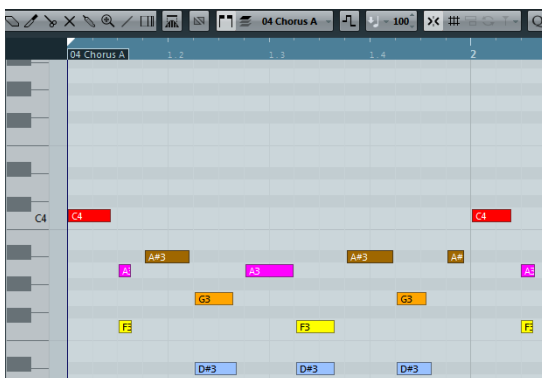 04 Chorus A 100 Q
04 Chorus A 1.2 1.3 1.4 2
C4 C4 C4
A#3 A#3 A#
A3
G3 G3
F3 F3 F3
D#3 D#3 D#3